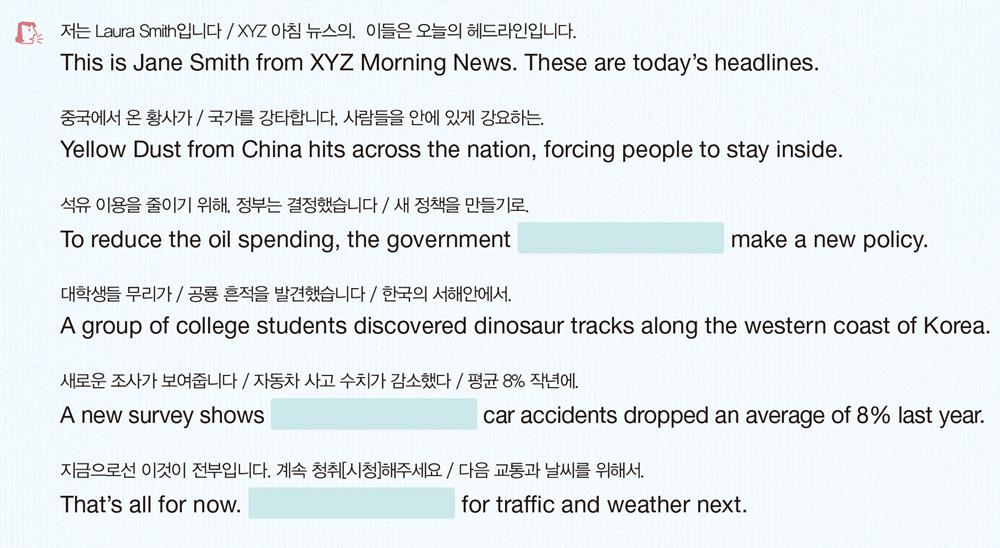 저는 Laura Smith입니다 / XYZ 아침 뉴스의. 이들은 오늘의 헤드라인입니다.
This is Jane Smith from XYZ Morning News. These are today's headlines.
중국에서 온 황사가 / 국가를 강타합니다, 사람들을 안에 있게 강요하는.
Yellow Dust from China hits across the nation, forcing people to stay inside.
석유 이용을 줄이기 위해, 정부는 결정했습니다 / 새 정책을 만들기로.
To reduce the oil spending, the government make a new policy.
대학생들 무리가 / 공룡 흔적을 발견했습니다 / 한국의 서해안에서.
A group of college students discovered dinosaur tracks along the western coast of Korea.
새로운 조사가 보여줍니다 / 자동차 사고 수치가 감소했다 / 평균 8% 작년에.
A new survey shows car accidents dropped an average of 8% last year.
지금으로선 이것이 전부입니다. 계속 청취[시청]해주세요 / 다음 교통과 날씨를 위해서.
That's all for now. for traffic and weather next.